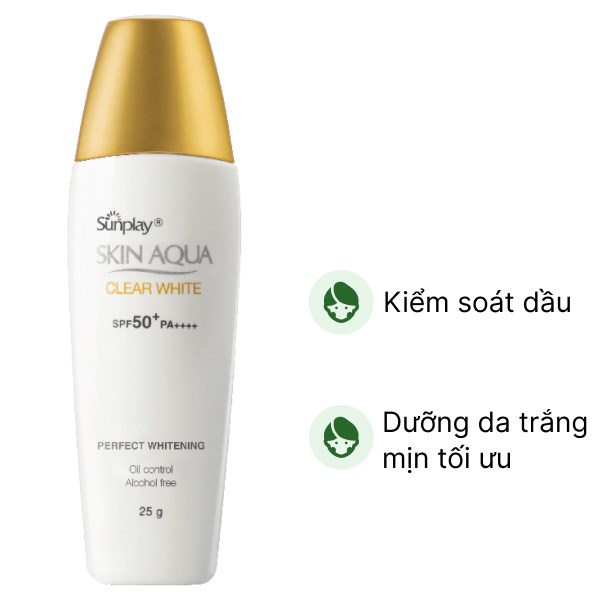 Sunplay®
SKIN AQUA
CLEAR WHITE
SPF50+ PA++++
PERFECT WHITENING
Oil control
Alcohol free
25 g
Kiểm soát dầu
Dưỡng da trắng
mịn tối ưu